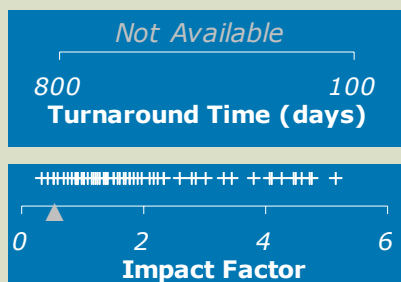 Not Available
800 100
Turnaround Time (days)
0 2 4 6
Impact Factor